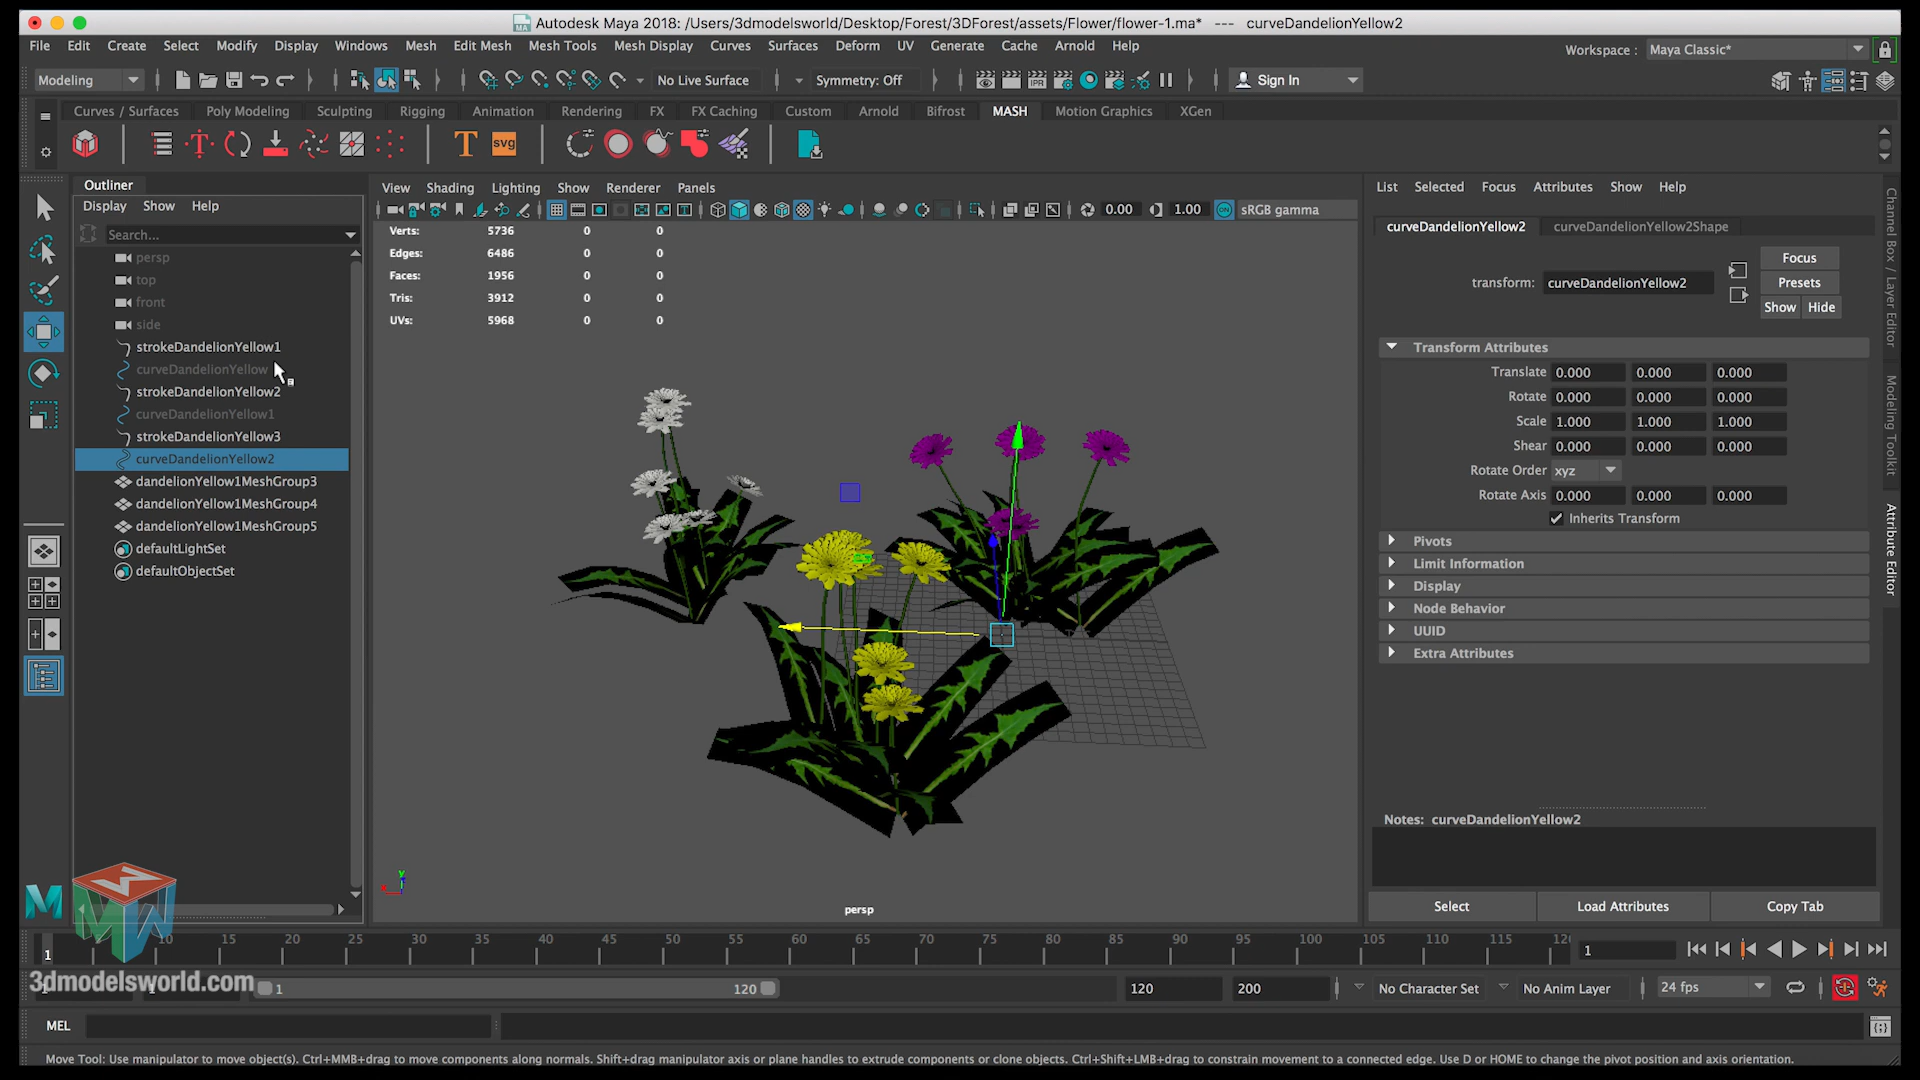 Autodesk Maya 2018: /Users/3dmodelsworld/Desktop/Forest/3DForest/assets/Flower/flower-1.ma* --- curveDandelionYellow2
File Edit Create Select Modify Display Windows Mesh Edit Mesh Mesh Tools Mesh Display Curves Surfaces Deform UV Generate Cache Arnold Help
Workspace : Maya Classic*
Modeling No Live Surface Symmetry: Off Sign In
Curves / Surfaces Poly Modeling Sculpting Rigging Animation Rendering FX FX Caching Custom Arnold Bifrost MASH Motion Graphics XGen
T svg
Outliner
Display Show Help
Search...
persp
top
front
side
strokeDandelionYellow1
curveDandelionYellow
strokeDandelionYellow2
curveDandelionYellow1
strokeDandelionYellow3
curveDandelionYellow2
dandelionYellow1MeshGroup3
dandelionYellow1MeshGroup4
dandelionYellow1MeshGroup5
defaultLightSet
defaultObjectSet
View Shading Lighting Show Renderer Panels
0.00 1.00 ON sRGB gamma
Verts: 5736 0 0
Edges: 6486 0 0
Faces: 1956 0 0
Tris: 3912 0 0
UVs: 5968 0 0
y
persp
List Selected Focus Attributes Show Help
curveDandelionYellow2 curveDandelionYellow2Shape
transform: curveDandelionYellow2
Focus
Presets
Show Hide
Transform Attributes
Translate 0.000 0.000 0.000
Rotate 0.000 0.000 0.000
Scale 1.000 1.000 1.000
Shear 0.000 0.000 0.000
Rotate Order xyz
Rotate Axis 0.000 0.000 0.000
Inherits Transform
Pivots
Limit Information
Display
Node Behavior
UUID
Extra Attributes
Notes: curveDandelionYellow2
Select Load Attributes Copy Tab
Channel Box / Layer Editor
Modeling Toolkit
Attribute Editor
M
MW
1 10 15 20 25 30 35 40 45 50 55 60 65 70 75 80 85 90 95 100 105 110 115 1
3dmodelsworld.com
1 120 120 200 No Character Set No Anim Layer 24 fps
MEL
Move Tool: Use manipulator to move object(s). Ctrl+MMB+drag to move components along normals. Shift+drag manipulator axis or plane handles to extrude components or clone objects. Ctrl+Shift+LMB+drag to constrain movement to a connected edge. Use D or HOME to change the pivot position and axis orientation.